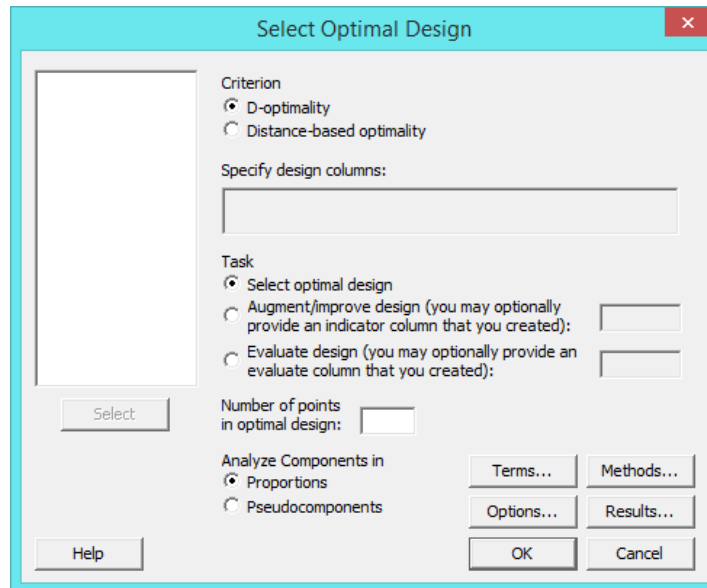 Select Optimal Design
Criterion
D-optimality
Distance-based optimality
Specify design columns:
Task
Select optimal design
Augment/improve design (you may optionally
provide an indicator column that you created):
Evaluate design (you may optionally provide an
evaluate column that you created):
Select
Number of points
in optimal design:
Analyze Components in
Proportions
Pseudocomponents
Terms...
Methods...
Options...
Results...
Help
OK
Cancel